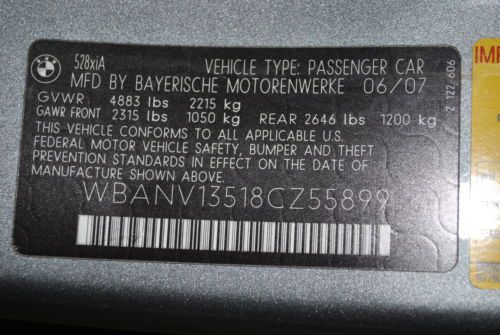 528xiA
VEHICLE TYPE: PASSENGER CAR
MFD BY BAYERISCHE MOTORENWERKE 06/07
GVWR 4883 lbs 2215 kg
GAWR FRONT 2315 lbs 1050 kg REAR 2646 lbs 1200 kg
THIS VEHICLE CONFORMS TO ALL APPLICABLE U.S.
FEDERAL MOTOR VEHICLE SAFETY, BUMPER AND THEFT
PREVENTION STANDARDS IN EFFECT ON THE DATE OF
MANUFACTURE SHOWN ABOVE.
WBANV13518CZ55899
2 122 606